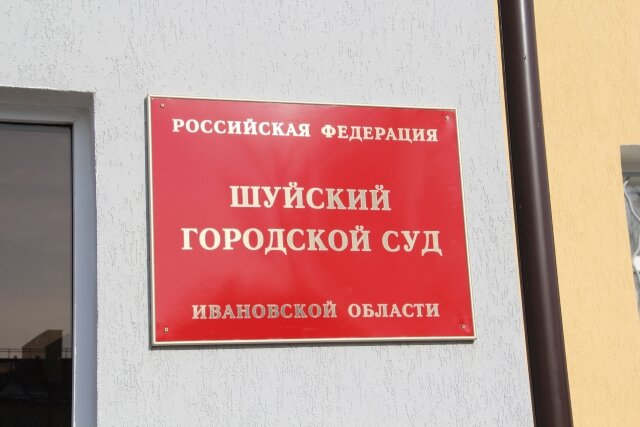 РОССИЙСКАЯ ФЕДЕРАЦИЯ
ШУЙСКИЙ
ГОРОДСКОЙ СУД
ИВАНОВСКОЙ ОБЛАСТИ